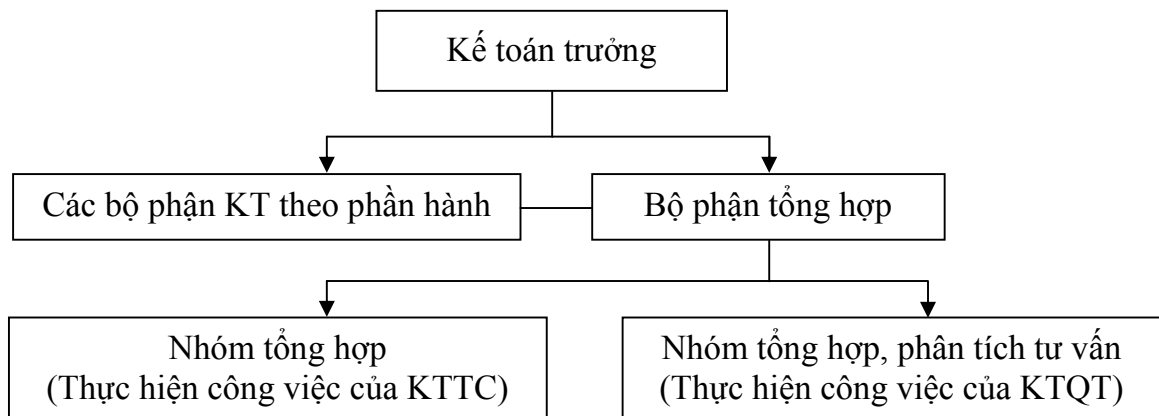 Kế toán trưởng
Các bộ phận KT theo phần hành
Bộ phận tổng hợp
Nhóm tổng hợp
(Thực hiện công việc của KTTC)
Nhóm tổng hợp, phân tích tư vấn
(Thực hiện công việc của KTQT)